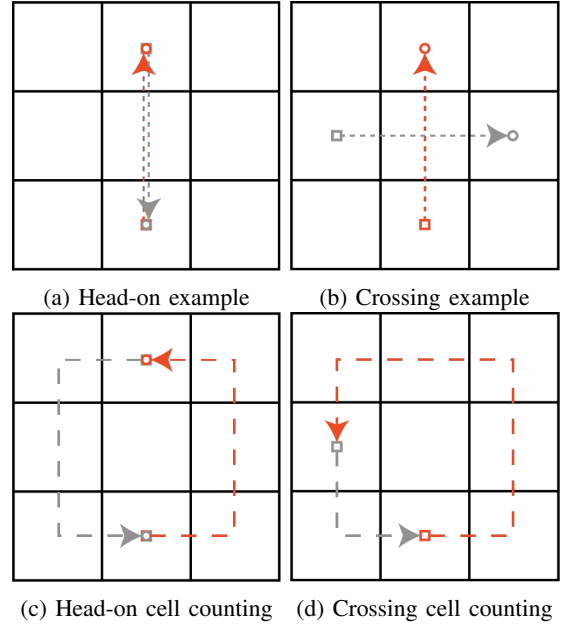 (a) Head-on example
(b) Crossing example
(c) Head-on cell counting
(d) Crossing cell counting